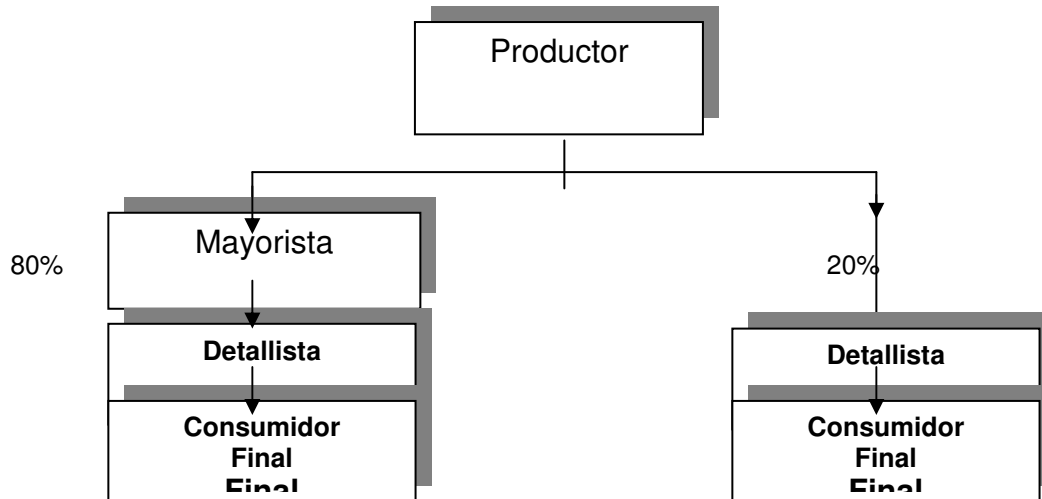 Productor
Mayorista
80%
20%
Detallista
Detallista
Consumidor
Final
Final
Consumidor
Final
Final